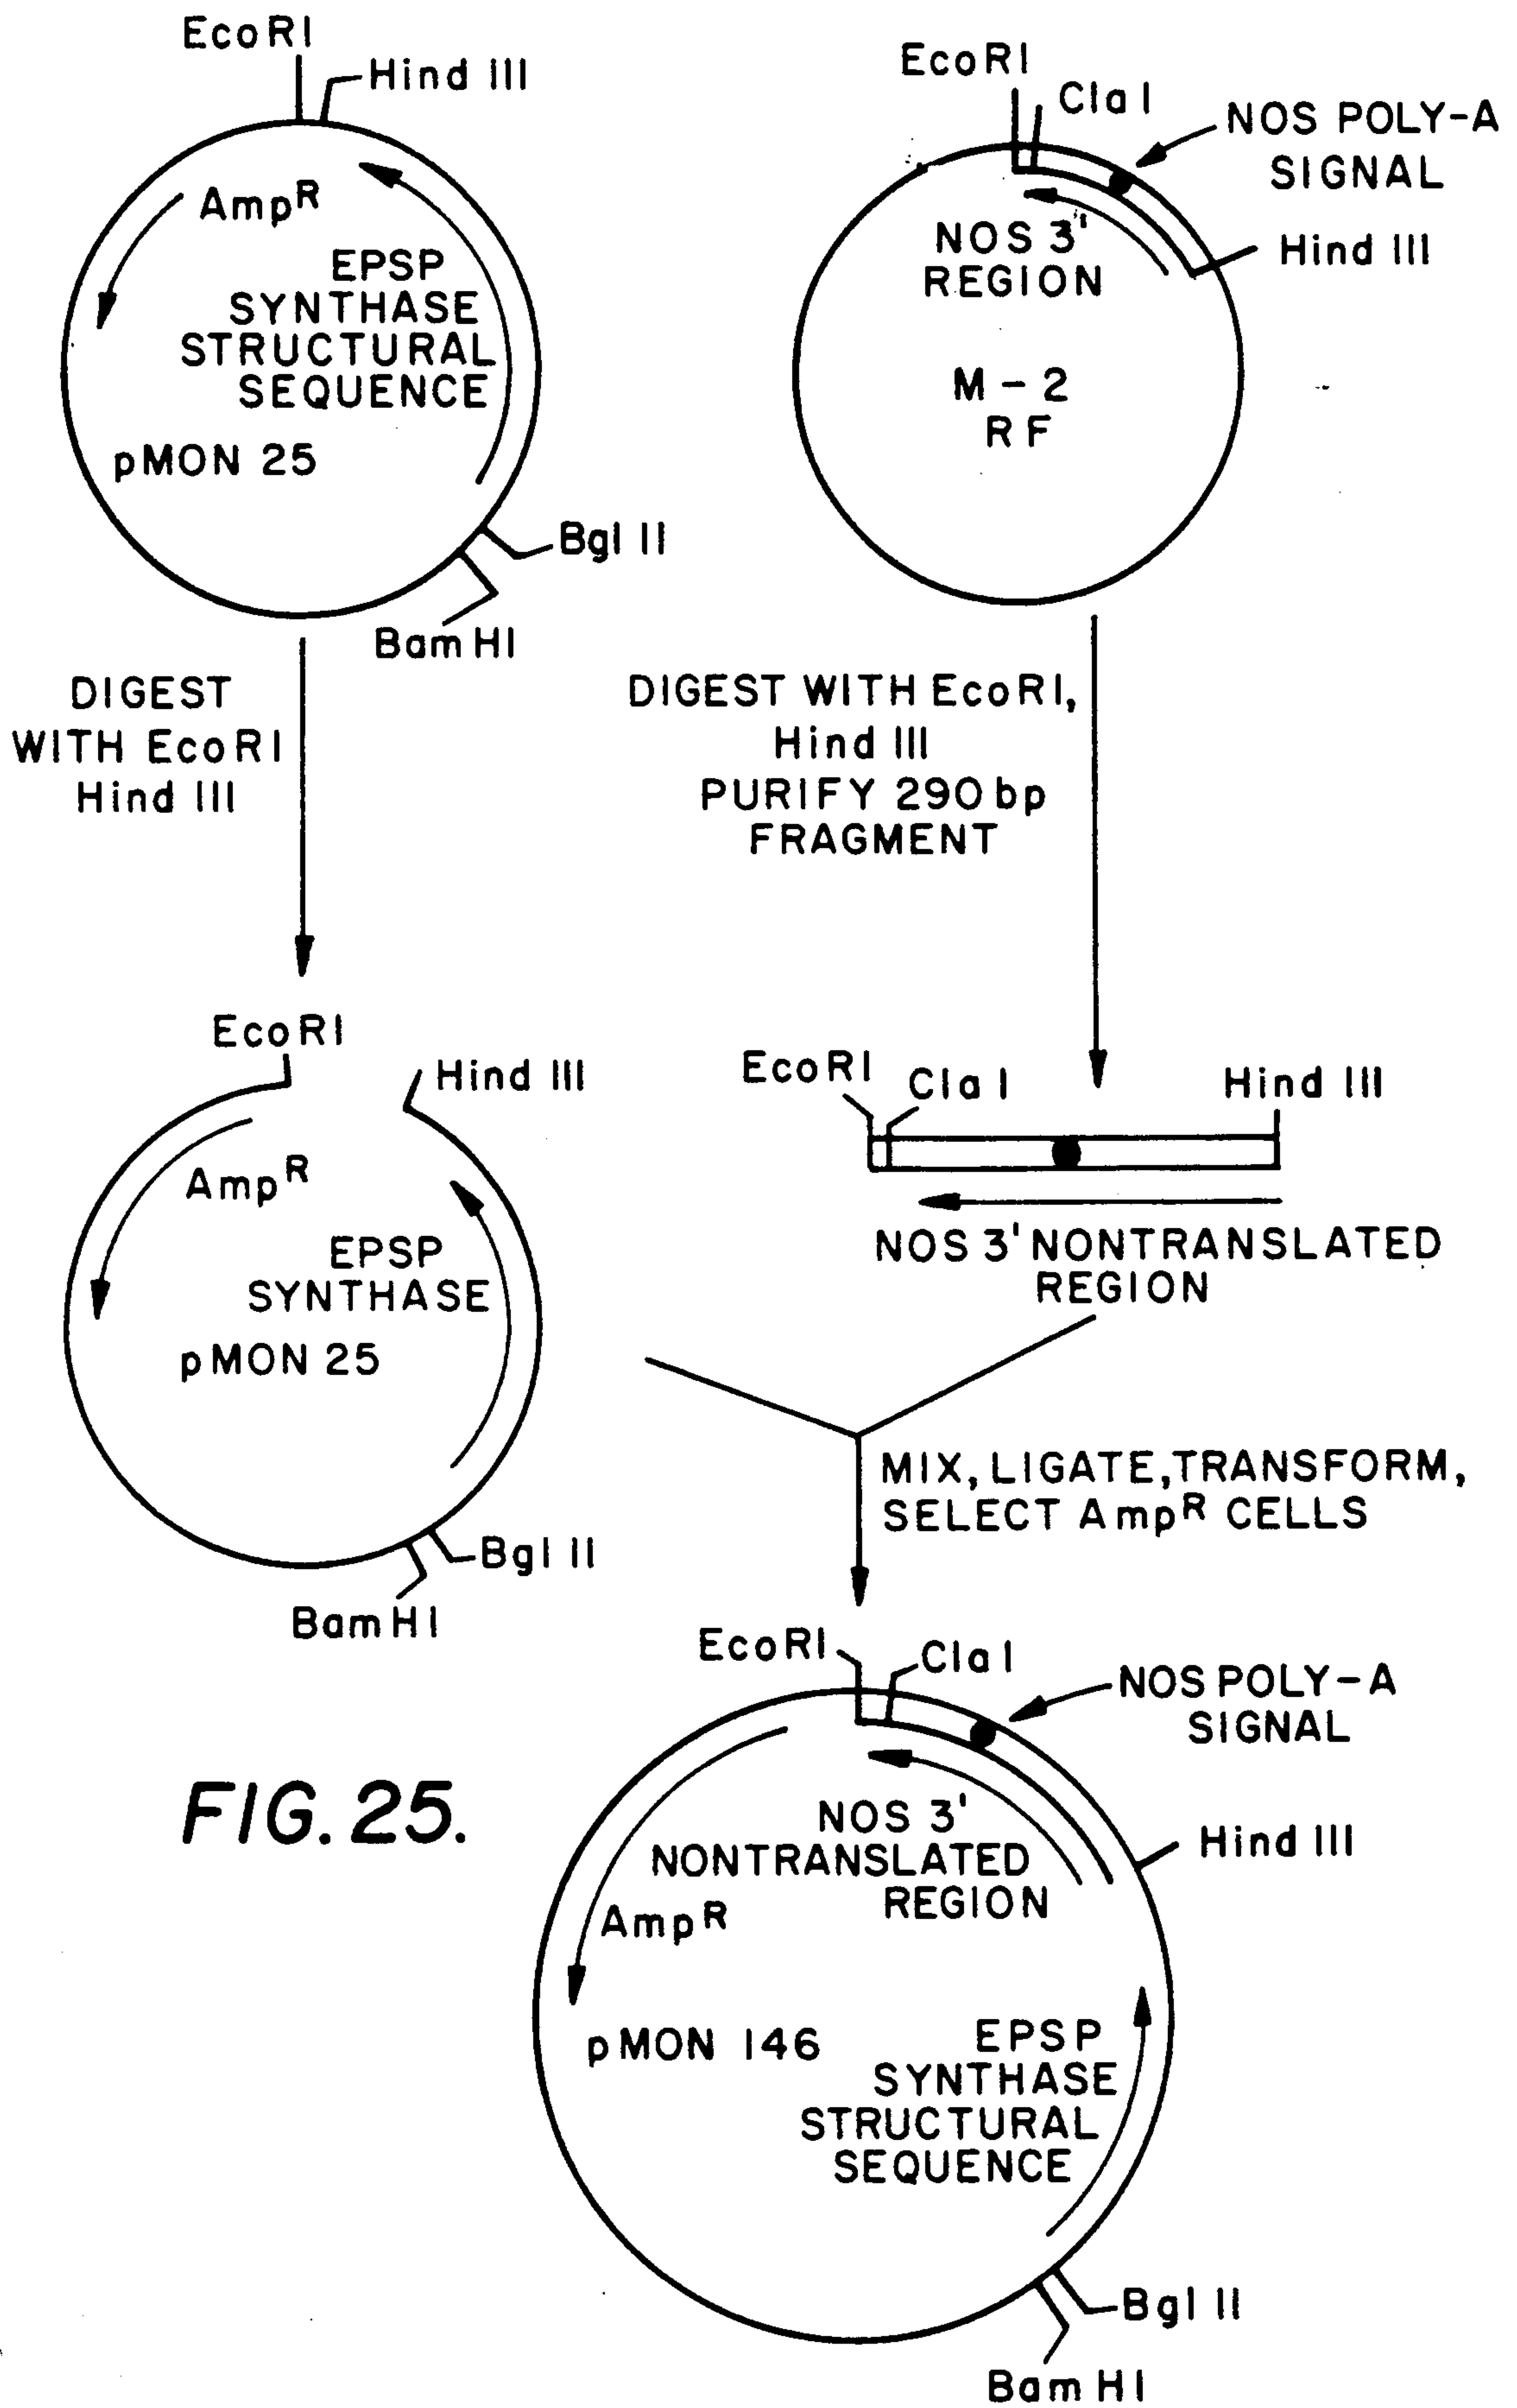 EcoRI
Hind III
AmpR
EPSP
SYNTHASE
STRUCTURAL
SEQUENCE
pMON 25
Bgl II
Bam HI
EcoRI
Cla I
NOS POLY-A
SIGNAL
NOS 3'
REGION
Hind III
M-2
RF
DIGEST
WITH EcoRI
Hind III
DIGEST WITH EcoRI,
Hind III
PURIFY 290 bp
FRAGMENT
EcoRI
Hind III
AmpR
EPSP
SYNTHASE
pMON 25
Bgl II
Bam HI
EcoRI
Cla I
Hind III
NOS 3' NONTRANSLATED
REGION
MIX, LIGATE, TRANSFORM,
SELECT AmpR CELLS
EcoRI
Cla I
NOS POLY-A
SIGNAL
NOS 3'
NONTRANSLATED
REGION
Hind III
AmpR
pMON 146
EPSP
SYNTHASE
STRUCTURAL
SEQUENCE
Bgl II
Bam HI
FIG. 25.